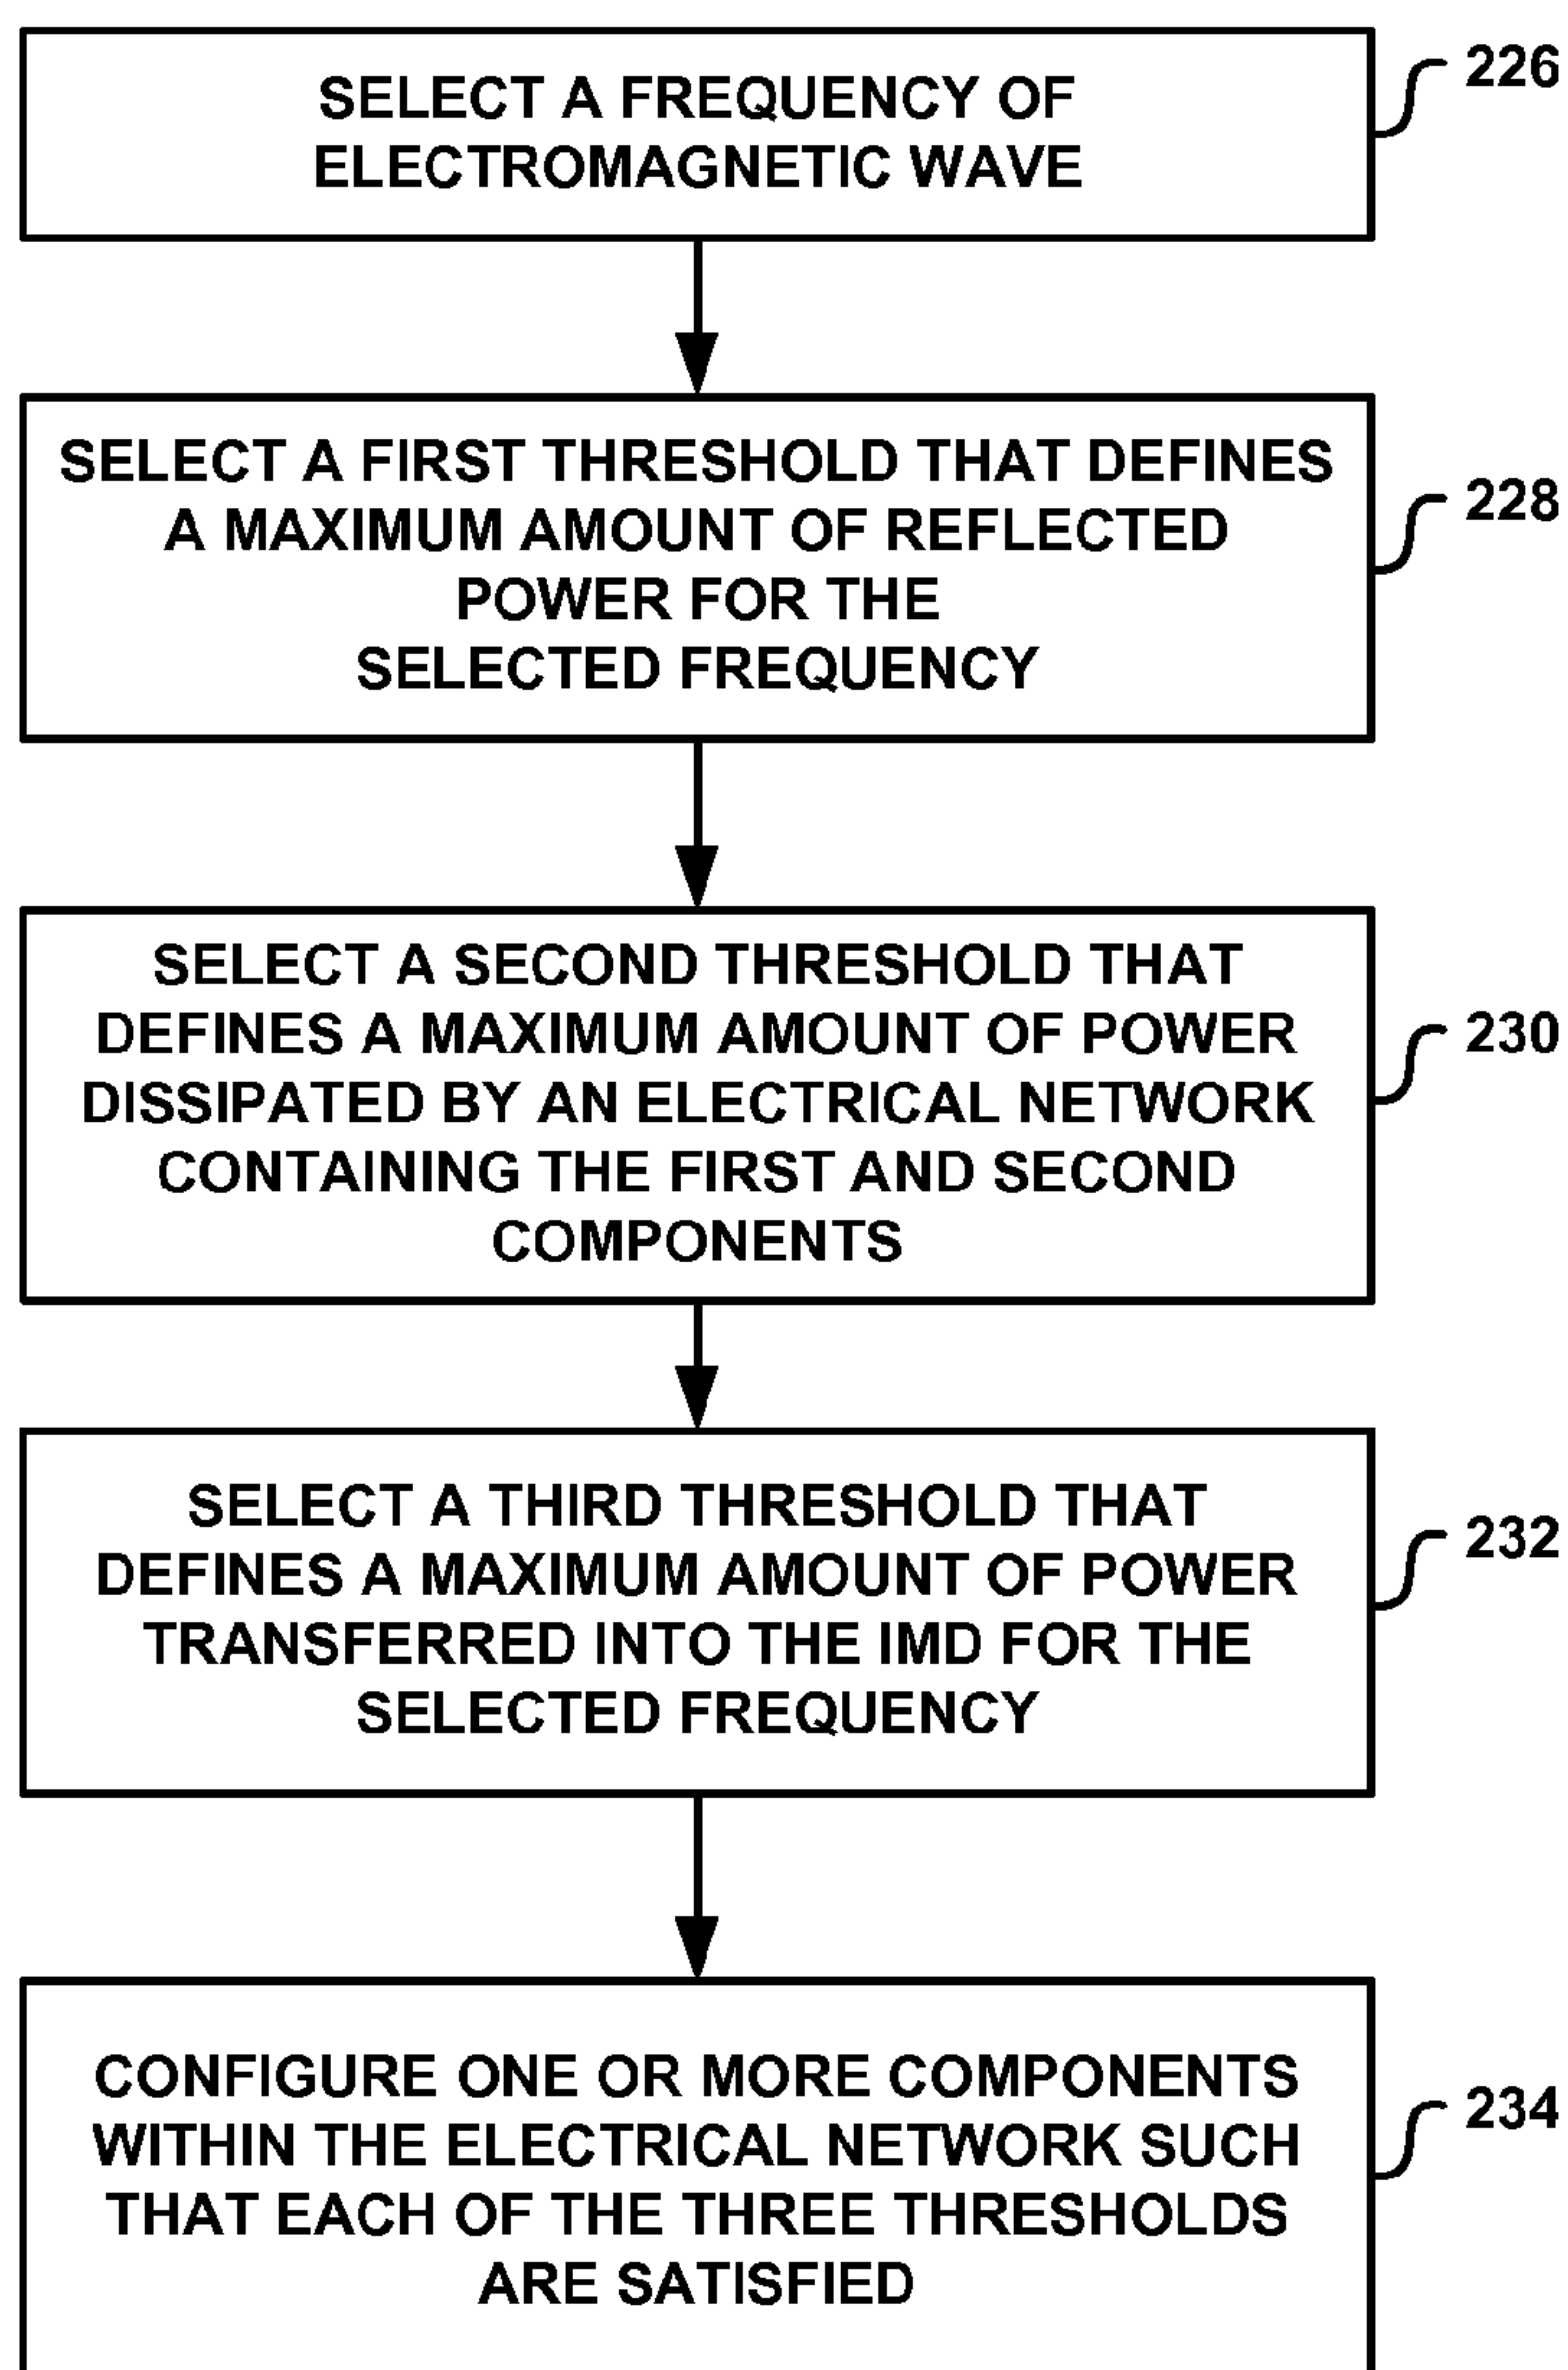 SELECT A FREQUENCY OF
ELECTROMAGNETIC WAVE
226
SELECT A FIRST THRESHOLD THAT DEFINES
A MAXIMUM AMOUNT OF REFLECTED
POWER FOR THE
SELECTED FREQUENCY
228
SELECT A SECOND THRESHOLD THAT
DEFINES A MAXIMUM AMOUNT OF POWER
DISSIPATED BY AN ELECTRICAL NETWORK
CONTAINING THE FIRST AND SECOND
COMPONENTS
230
SELECT A THIRD THRESHOLD THAT
DEFINES A MAXIMUM AMOUNT OF POWER
TRANSFERRED INTO THE IMD FOR THE
SELECTED FREQUENCY
232
CONFIGURE ONE OR MORE COMPONENTS
WITHIN THE ELECTRICAL NETWORK SUCH
THAT EACH OF THE THREE THRESHOLDS
ARE SATISFIED
234